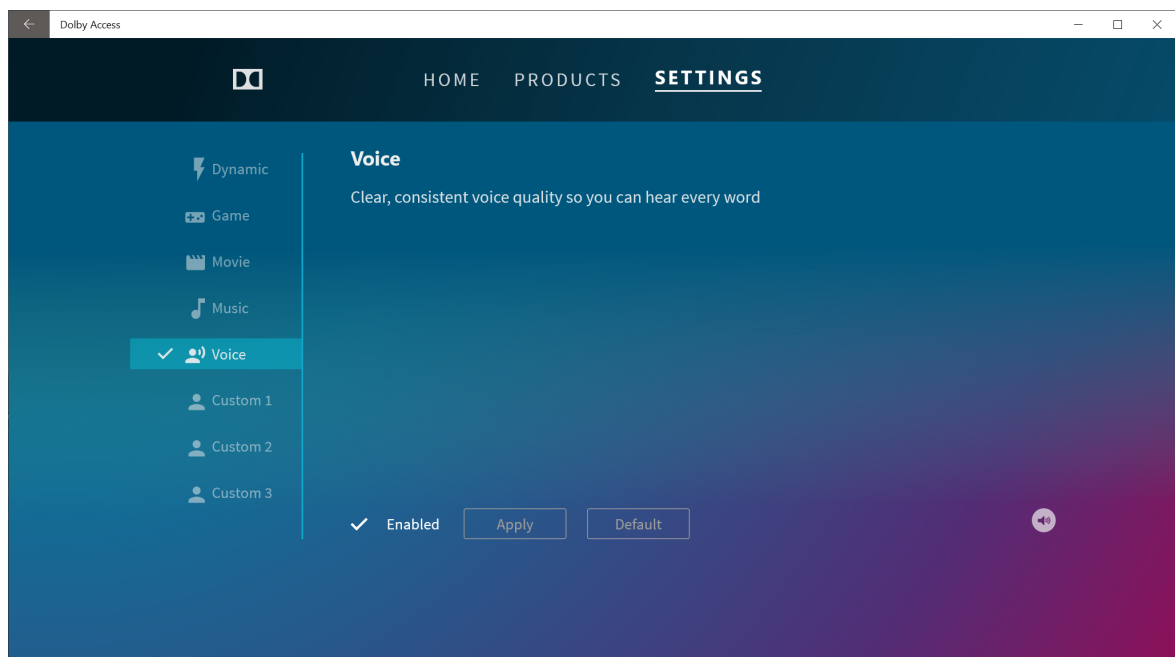 Dolby Access
HOME PRODUCTS SETTINGS
Dynamic
Game
Movie
Music
Voice
Custom 1
Custom 2
Custom 3
Voice
Clear, consistent voice quality so you can hear every word
Enabled Apply Default